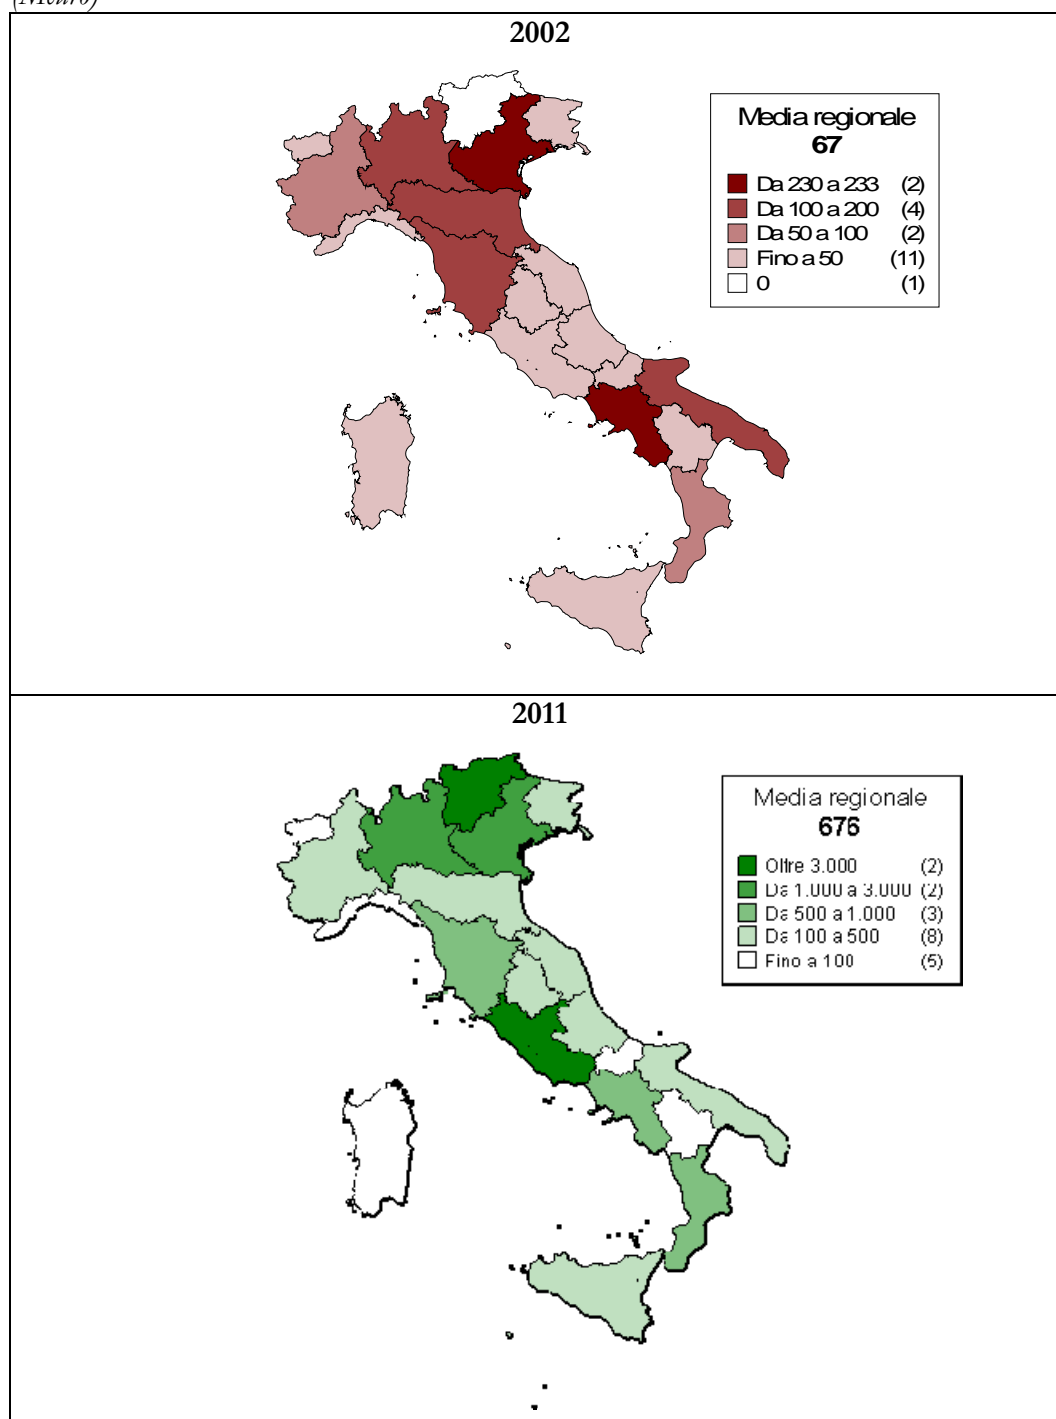 (Meuro)
2002
Media regionale
67
Da 230 a 233 (2)
Da 100 a 200 (4)
Da 50 a 100 (2)
Fino a 50 (11)
0 (1)
2011
Media regionale
676
Oltre 3.000 (2)
Da 1.000 a 3.000 (2)
Da 500 a 1.000 (3)
Da 100 a 500 (8)
Fino a 100 (5)